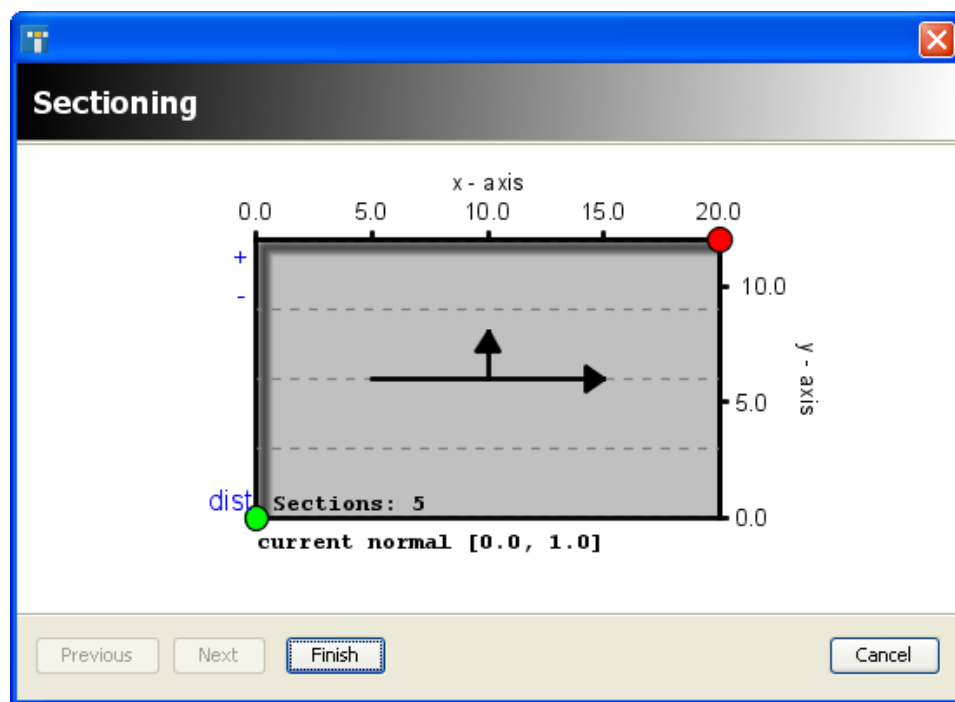 Sectioning
x - axis
0.0 5.0 10.0 15.0 20.0
+
-
10.0
y - axis
5.0
dist
Sections: 5
0.0
current normal [0.0, 1.0]
Previous Next Finish Cancel